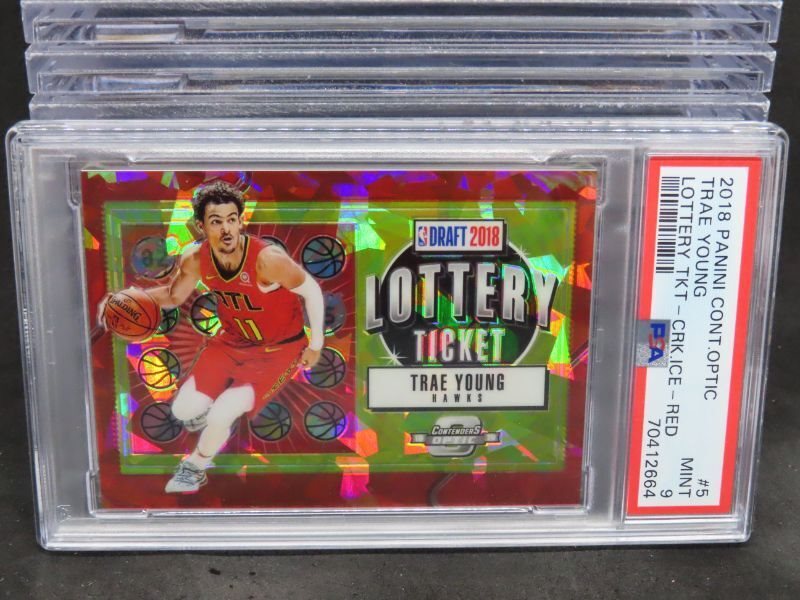 DRAFT 2018
LOTTERY
TICKET
TRAE YOUNG
HAWKS
CONTENDERS
OPTIC
ATL
11
SPALDING
2018 PANINI CONT.OPTIC
TRAE YOUNG
LOTTERY TKT - CRK.ICE - RED
#5
MINT
9
70412664
PSA